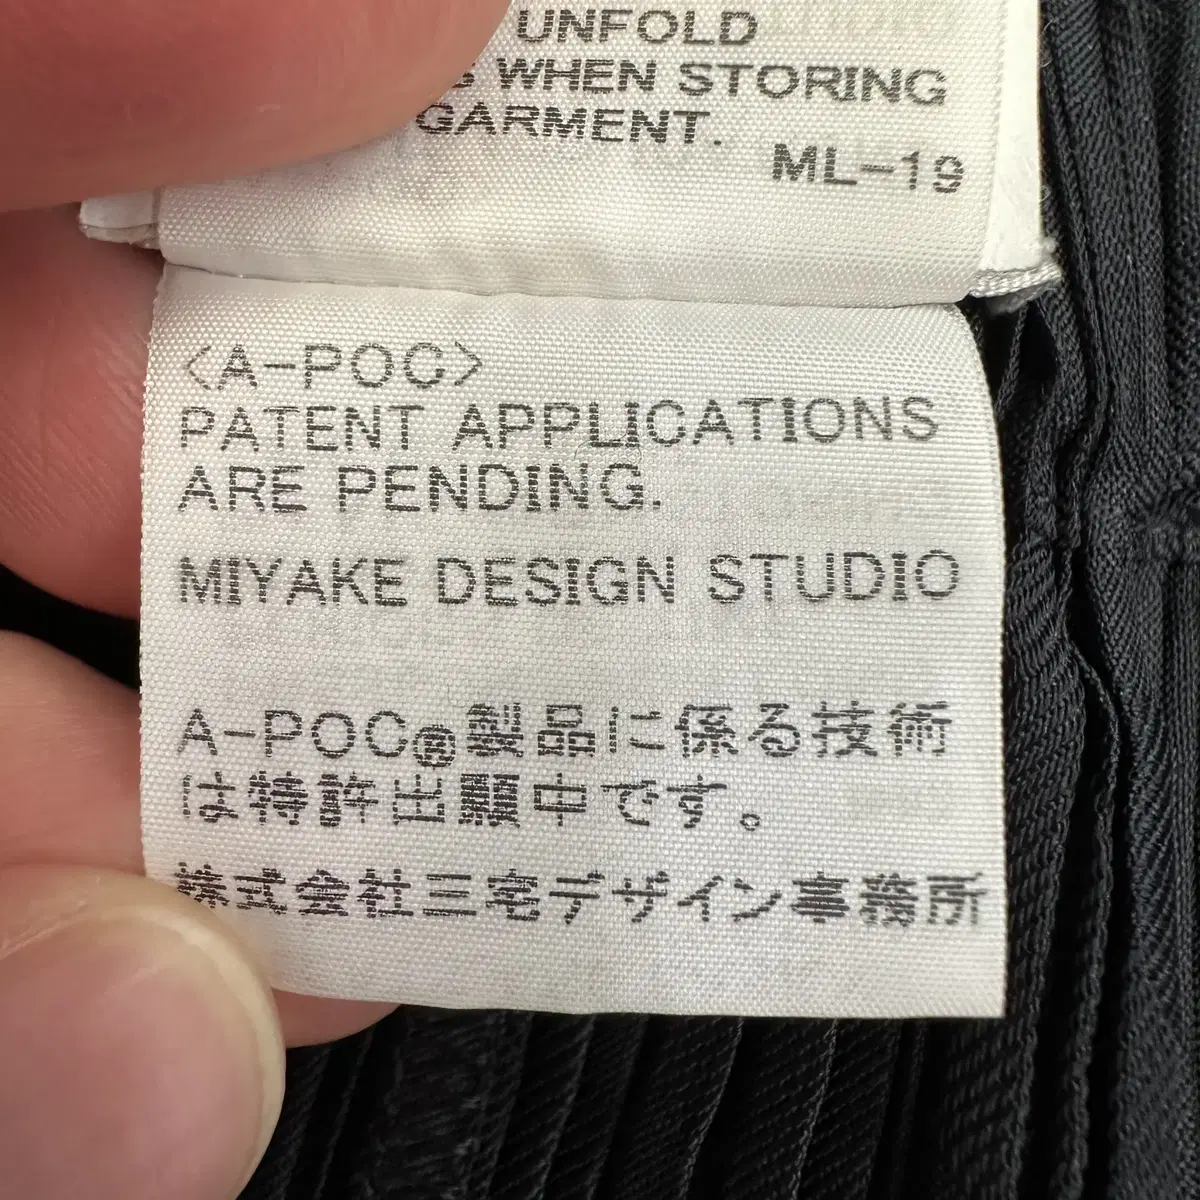 UNFOLD
WHEN STORING
GARMENT.
ML-19
<A-POC>
PATENT APPLICATIONS
ARE PENDING.
MIYAKE DESIGN STUDIO
A-POC®製品に係る技術
は特許出願中です。
株式会社三宅デザイン事務所